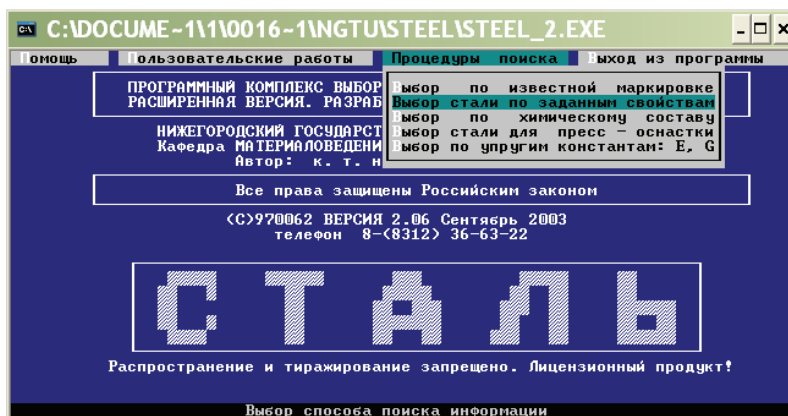 C:\DOCUME~1\1\0016~1\NGTU\STEEL\STEEL_2.EXE
Помощь Пользовательские работы Процедуры поиска Выход из программы
Выбор по известной маркировке
Выбор стали по заданным свойствам
Выбор по химическому составу
Выбор стали для пресс - оснастки
Выбор по упругим константам: E, G
ПРОГРАММНЫЙ КОМПЛЕКС ВЫБОР
РАСШИРЕННАЯ ВЕРСИЯ. РАЗРАБ
НИЖЕГОРОДСКИЙ ГОСУДАРСТ
Кафедра МАТЕРИАЛОВЕДЕНИ
Автор: к. т. н
Все права защищены Российским законом
(C)970062 ВЕРСИЯ 2.06 Сентябрь 2003
телефон 8-(8312) 36-63-22
СТАЛЬ
Распространение и тиражирование запрещено. Лицензионный продукт!
Выбор способа поиска информации